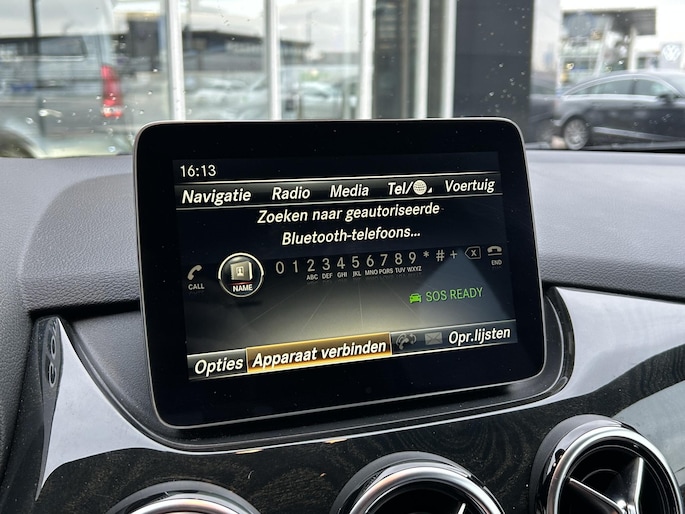 16:13
Navigatie Radio Media Tel/ Voertuig
Zoeken naar geautoriseerde
Bluetooth-telefoons...
0 1 2 3 4 5 6 7 8 9 * # +
ABC DEF GHI JKL MNO PQRS TUV WXYZ
CALL NAME END
SOS READY
Opties Apparaat verbinden Opr.lijsten